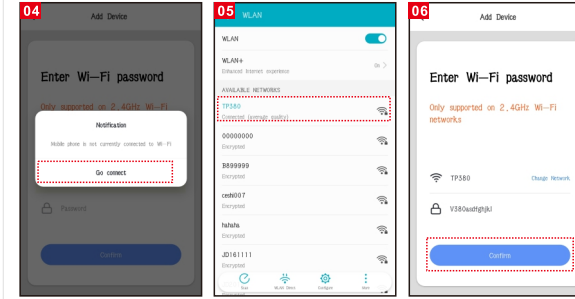 04
Add Device
Enter Wi—Fi password
Only supported on 2.4GHz Wi—Fi
Notification
Mobile phone is not currently connected to Wi-Fi
Go connect
Password
Confirm
05
WLAN
WLAN
WLAN+
Enhanced Internet experience
ON >
AVAILABLE NETWORKS
TP380
Connected (average quality)
00000000
Encrypted
B899999
Encrypted
ceshi007
Encrypted
hahaha
Encrypted
JD161111
Encrypted
Scan
WLAN Direct
Configure
More
06
Add Device
Enter Wi—Fi password
Only supported on 2.4GHz Wi—Fi
networks
TP380
Change Network
Confirm